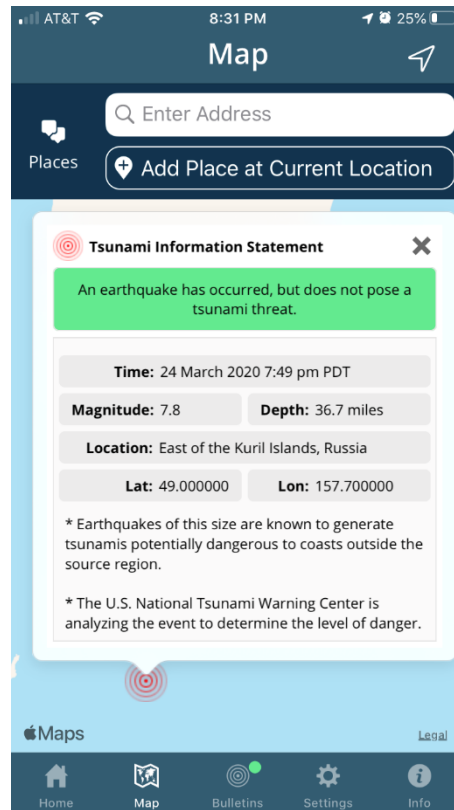 AT&T 8:31 PM 25%
Map
Enter Address
Places
Add Place at Current Location
Tsunami Information Statement
An earthquake has occurred, but does not pose a
tsunami threat.
Time: 24 March 2020 7:49 pm PDT
Magnitude: 7.8 Depth: 36.7 miles
Location: East of the Kuril Islands, Russia
Lat: 49.000000 Lon: 157.700000
* Earthquakes of this size are known to generate
tsunamis potentially dangerous to coasts outside the
source region.
* The U.S. National Tsunami Warning Center is
analyzing the event to determine the level of danger.
Maps Legal
Home Map Bulletins Settings Info